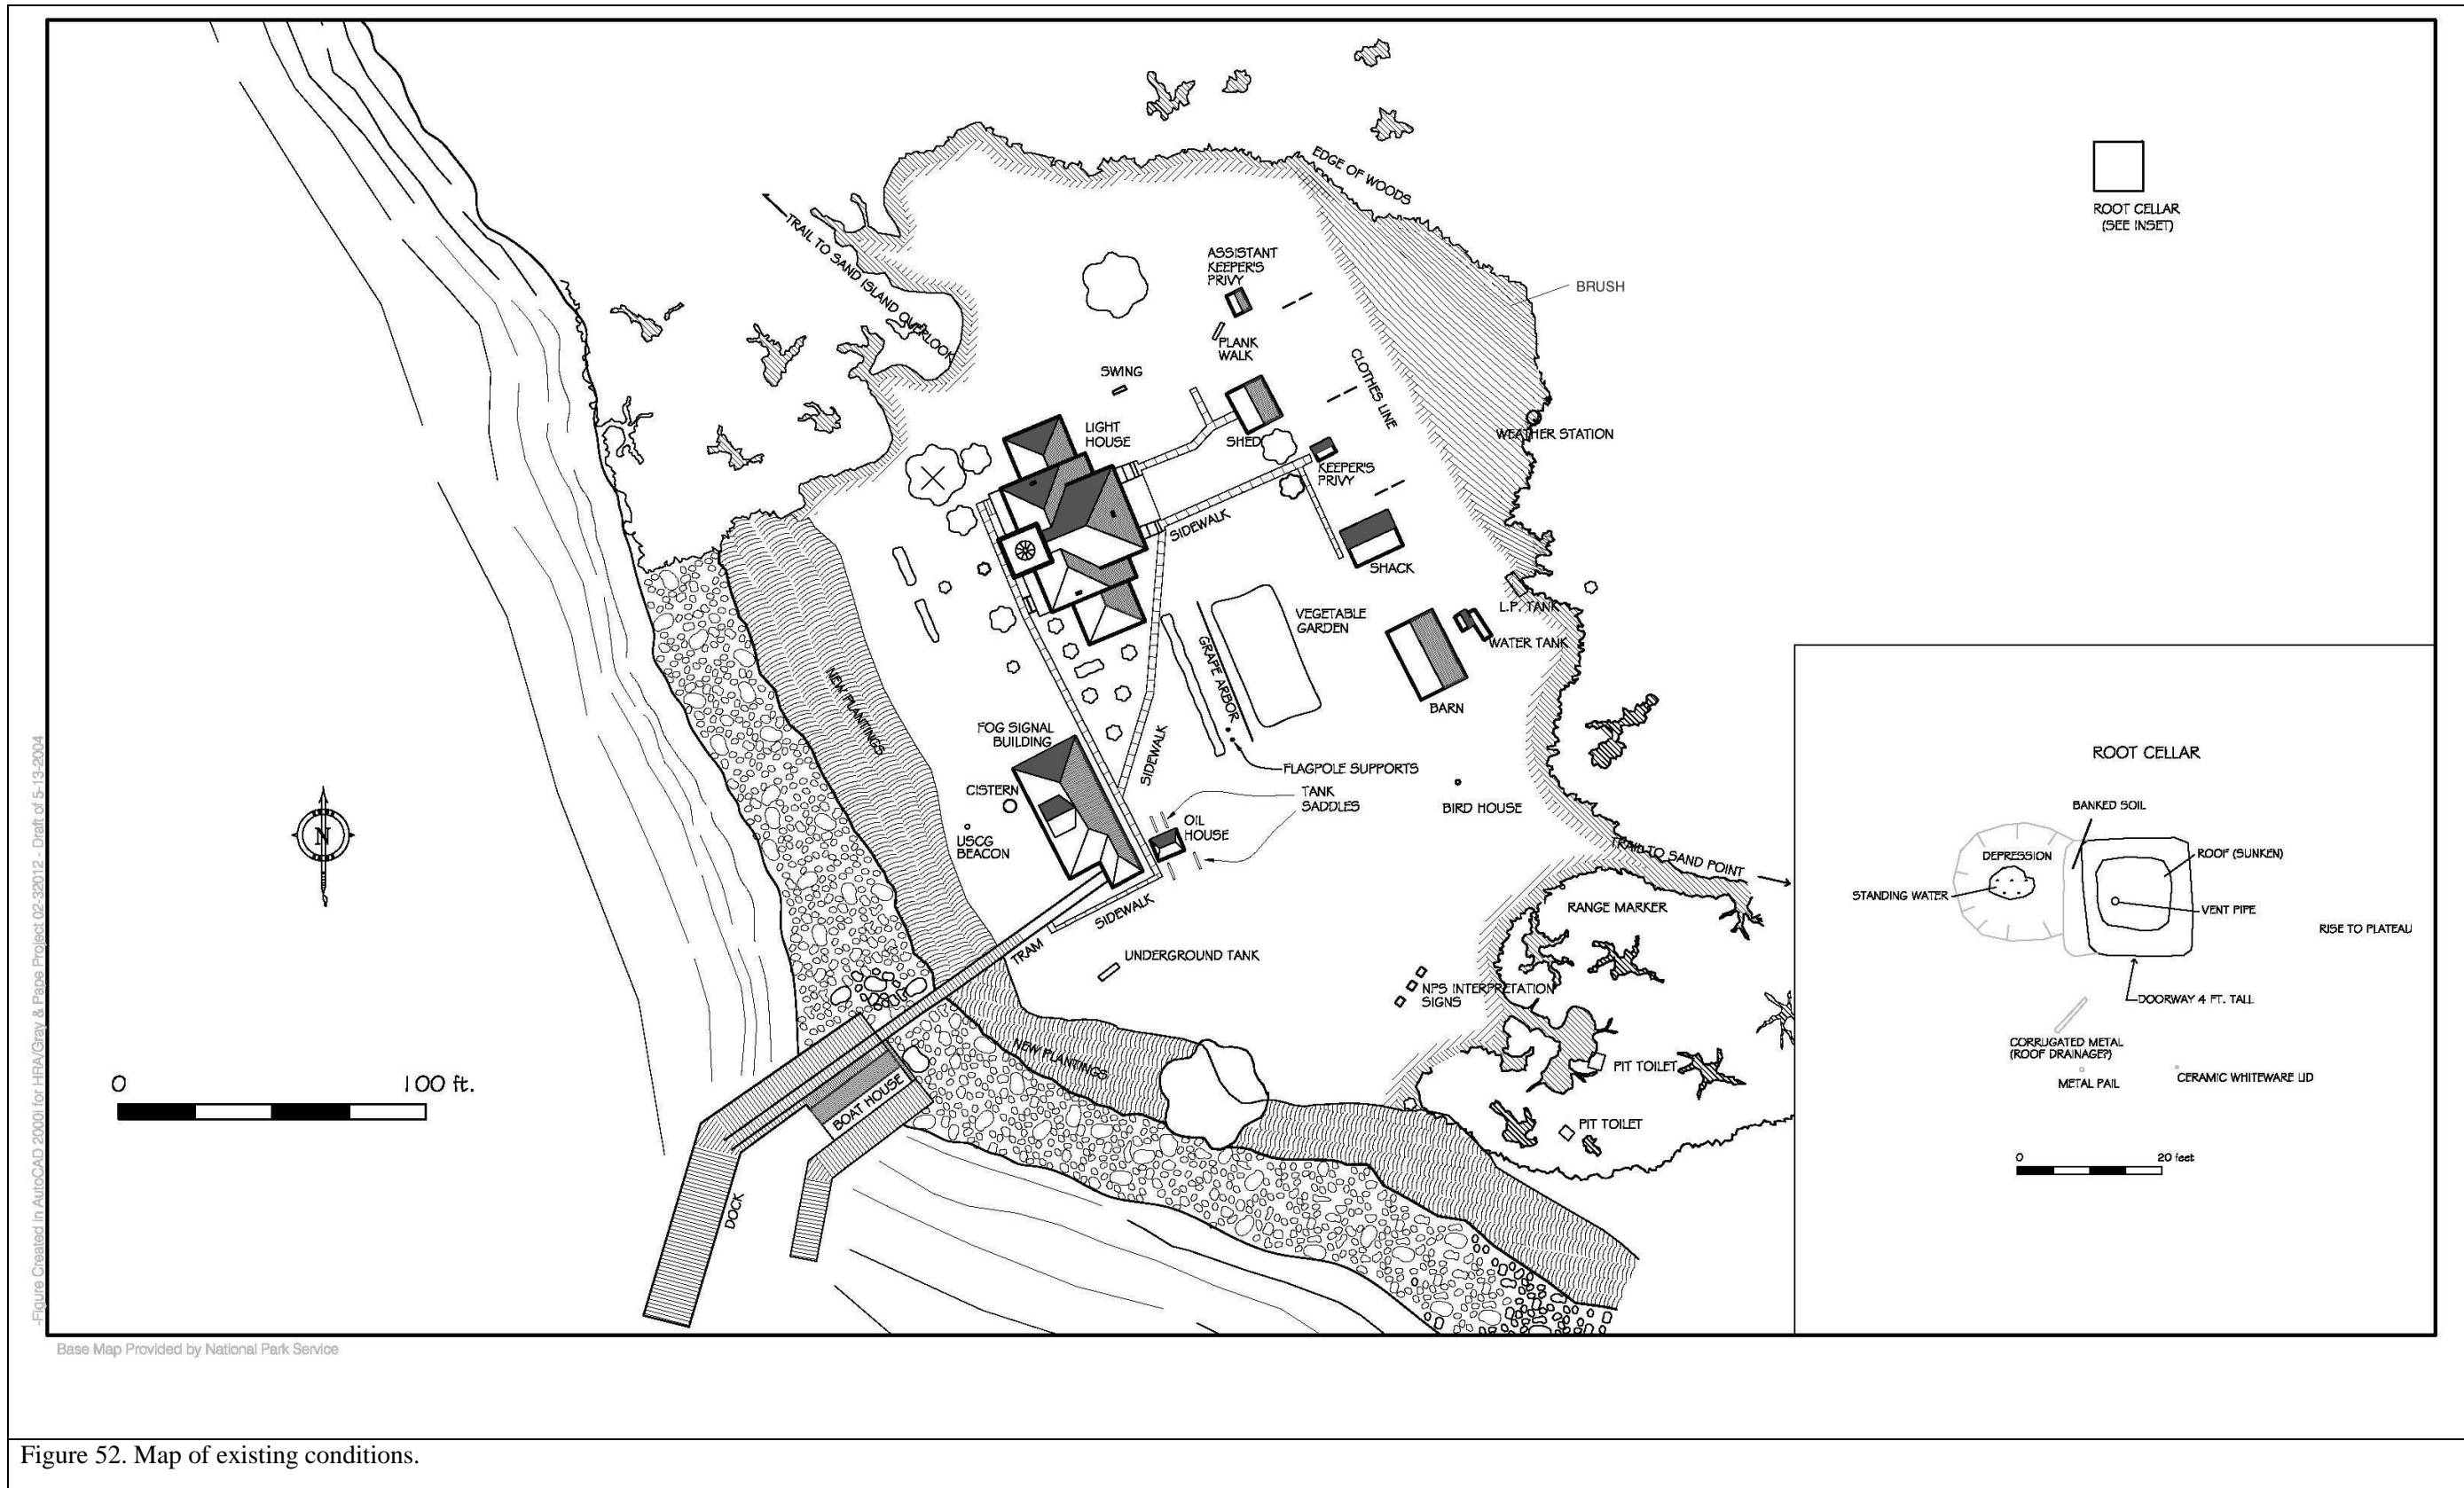 EDGE OF WOODS
ROOT CELLAR
(SEE INSET)
TRAIL TO SAND ISLAND OVERLOOK
ASSISTANT
KEEPER'S
PRIVY
BRUSH
PLANK
WALK
CLOTHES LINE
SWING
LIGHT
HOUSE
SHED
WEATHER STATION
KEEPER'S
PRIVY
SIDEWALK
SHACK
L.P. TANK
VEGETABLE
GARDEN
WATER TANK
GRAPE ARBOR
NEW PLANTINGS
BARN
FOG SIGNAL
BUILDING
SIDEWALK
FLAGPOLE SUPPORTS
CISTERN
TANK
SADDLES
BIRD HOUSE
OIL
HOUSE
USCG
BEACON
N
TRAIL TO SAND POINT
SIDEWALK
RANGE MARKER
TRAM
UNDERGROUND TANK
NPS INTERPRETATION
SIGNS
NEW PLANTINGS
PIT TOILET
BOAT HOUSE
PIT TOILET
DOCK
0 100 ft.
ROOT CELLAR
BANKED SOIL
DEPRESSION
ROOF (SUNKEN)
STANDING WATER
VENT PIPE
RISE TO PLATEAU
DOORWAY 4 FT. TALL
CORRUGATED METAL
(ROOF DRAINAGE?)
METAL PAIL
CERAMIC WHITEWARE LID
0 20 feet
-Figure Created in AutoCAD 2000i for HRA/Gray & Pape Project 02-32012 - Draft of 5-13-2004
Base Map Provided by National Park Service
Figure 52. Map of existing conditions.